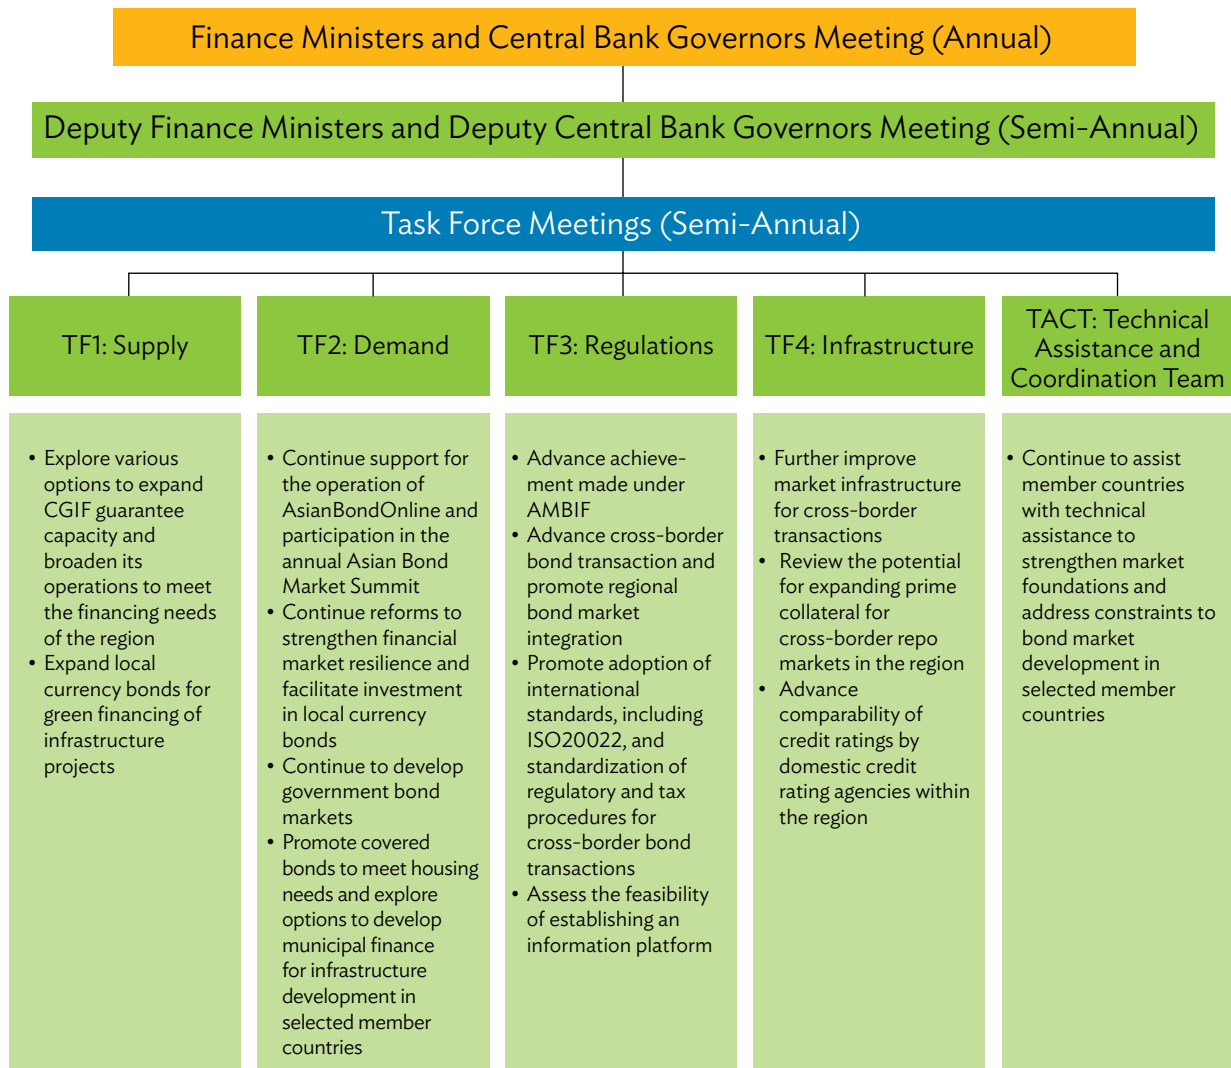 Finance Ministers and Central Bank Governors Meeting (Annual)
Deputy Finance Ministers and Deputy Central Bank Governors Meeting (Semi-Annual)
Task Force Meetings (Semi-Annual)
TF1: Supply
• Explore various
options to expand
CGIF guarantee
capacity and
broaden its
operations to meet
the financing needs
of the region
• Expand local
currency bonds for
green financing of
infrastructure
projects
TF2: Demand
• Continue support for
the operation of
AsianBondOnline and
participation in the
annual Asian Bond
Market Summit
• Continue reforms to
strengthen financial
market resilience and
facilitate investment
in local currency
bonds
• Continue to develop
government bond
markets
• Promote covered
bonds to meet housing
needs and explore
options to develop
municipal finance
for infrastructure
development in
selected member
countries
TF3: Regulations
• Advance achieve-
ment made under
AMBIF
• Advance cross-border
bond transaction and
promote regional
bond market
integration
• Promote adoption of
international
standards, including
ISO20022, and
standardization of
regulatory and tax
procedures for
cross-border bond
transactions
• Assess the feasibility
of establishing an
information platform
TF4: Infrastructure
• Further improve
market infrastructure
for cross-border
transactions
• Review the potential
for expanding prime
collateral for
cross-border repo
markets in the region
• Advance
comparability of
credit ratings by
domestic credit
rating agencies within
the region
TACT: Technical
Assistance and
Coordination Team
• Continue to assist
member countries
with technical
assistance to
strengthen market
foundations and
address constraints to
bond market
development in
selected member
countries